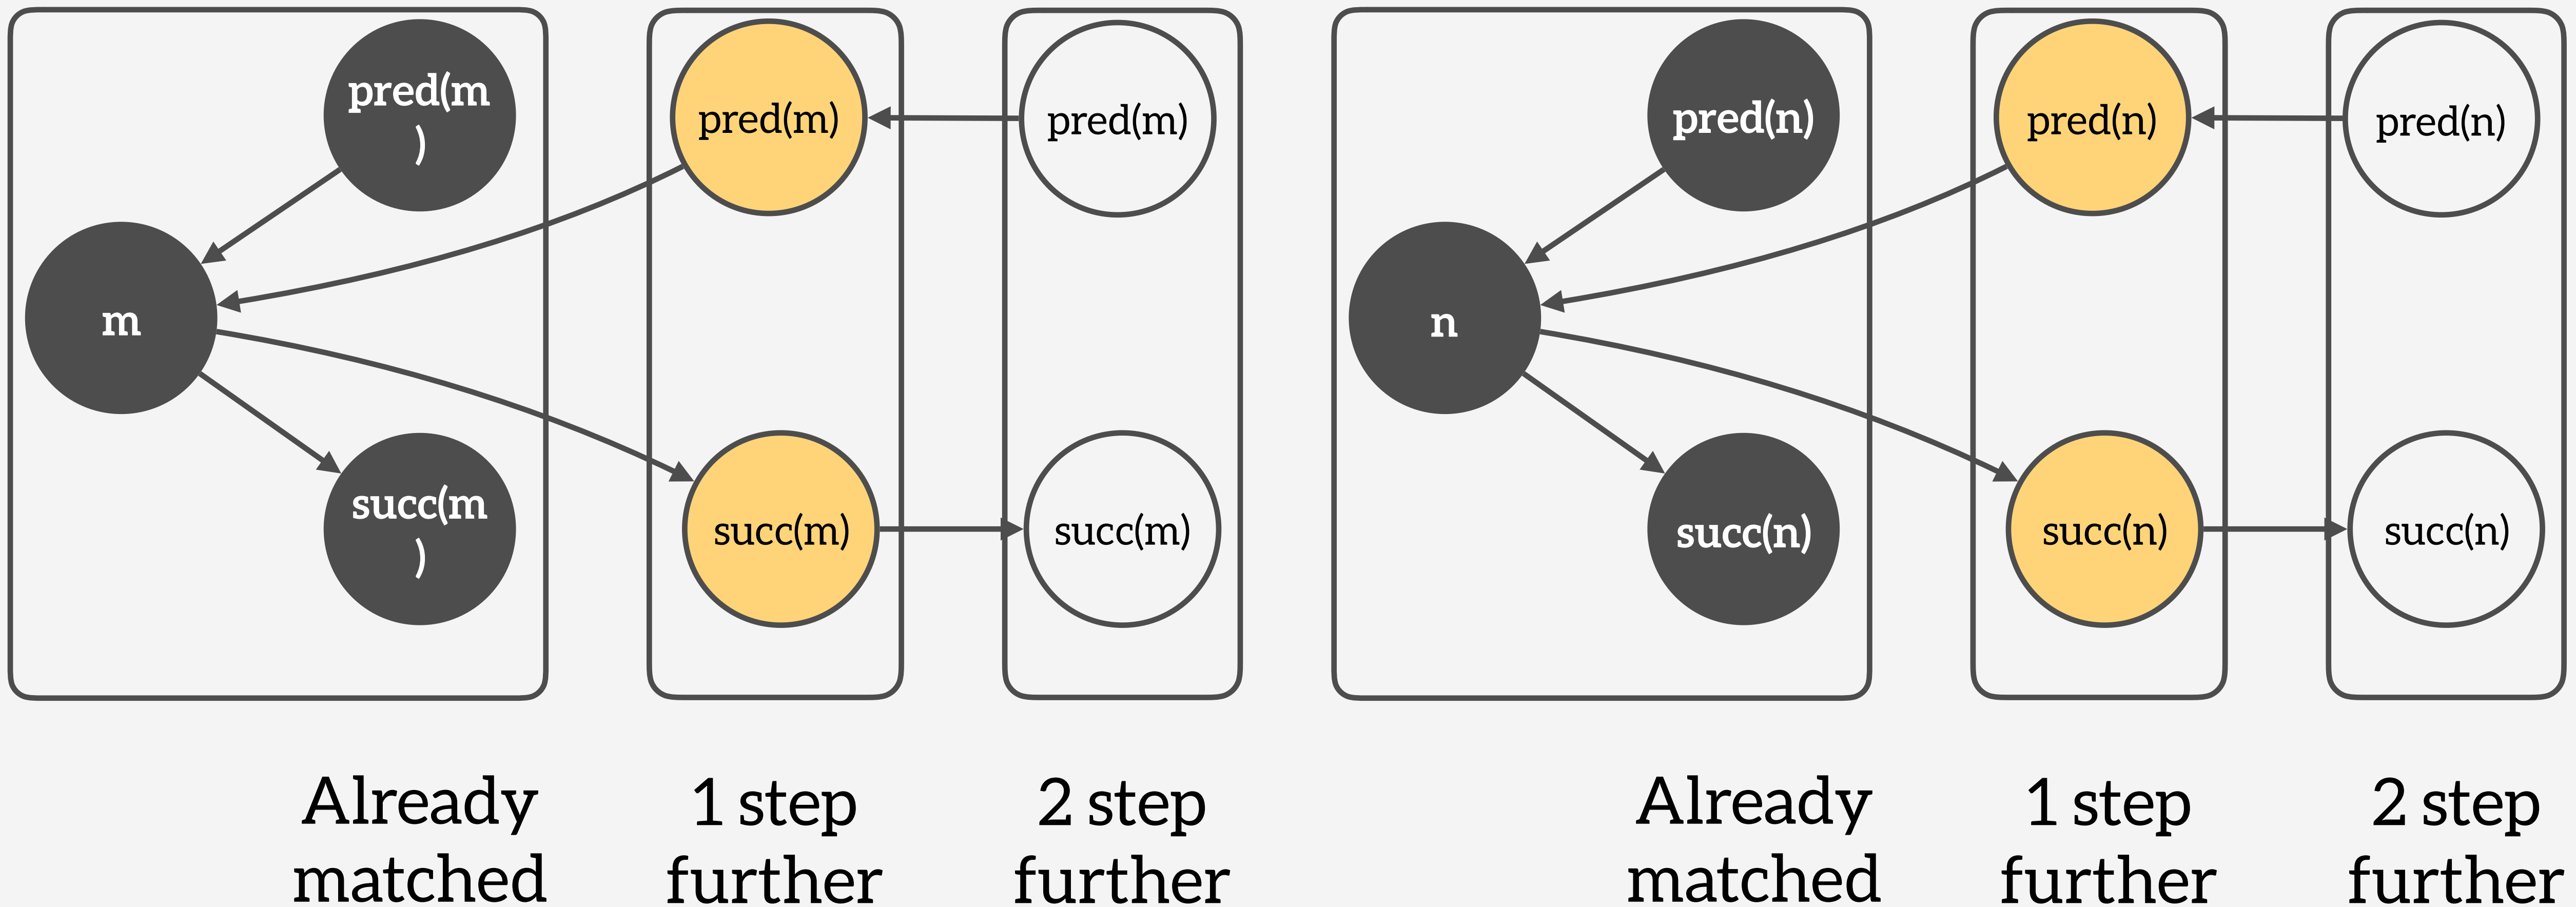 pred(m
)
pred(m)
pred(m)
m
succ(m
)
succ(m)
succ(m)
Already
matched
1 step
further
2 step
further
pred(n)
pred(n)
pred(n)
n
succ(n)
succ(n)
succ(n)
Already
matched
1 step
further
2 step
further